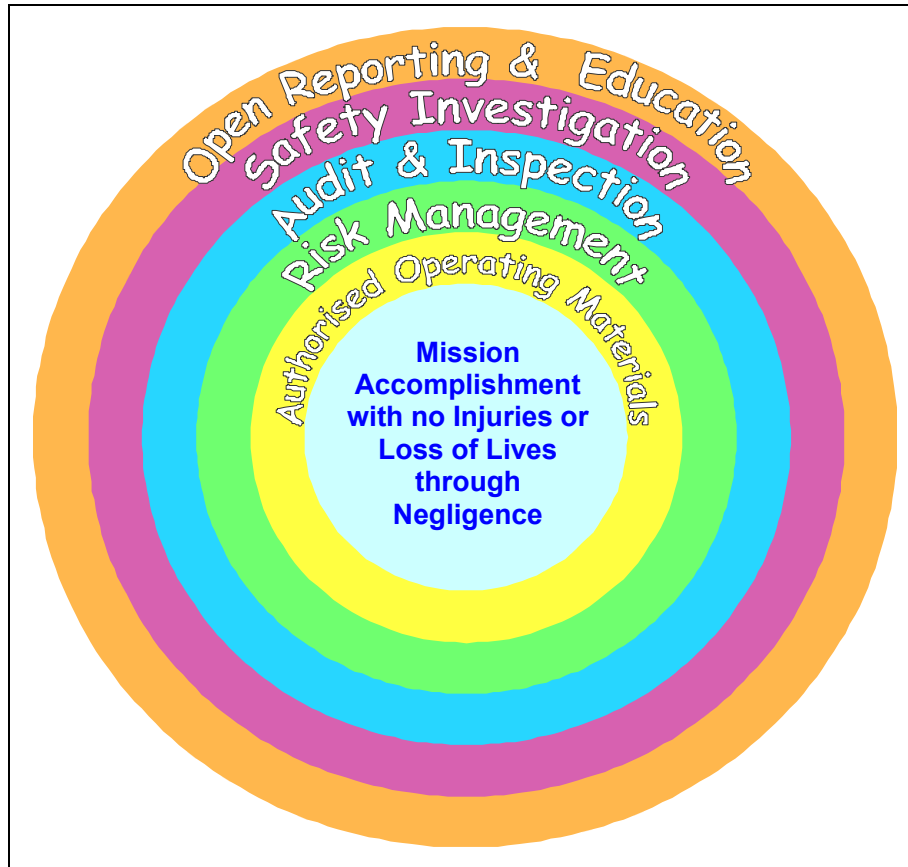 Open Reporting & Education
Safety Investigation
Audit & Inspection
Risk Management
Authorised Operating Materials
Mission
Accomplishment
with no Injuries or
Loss of Lives
through
Negligence